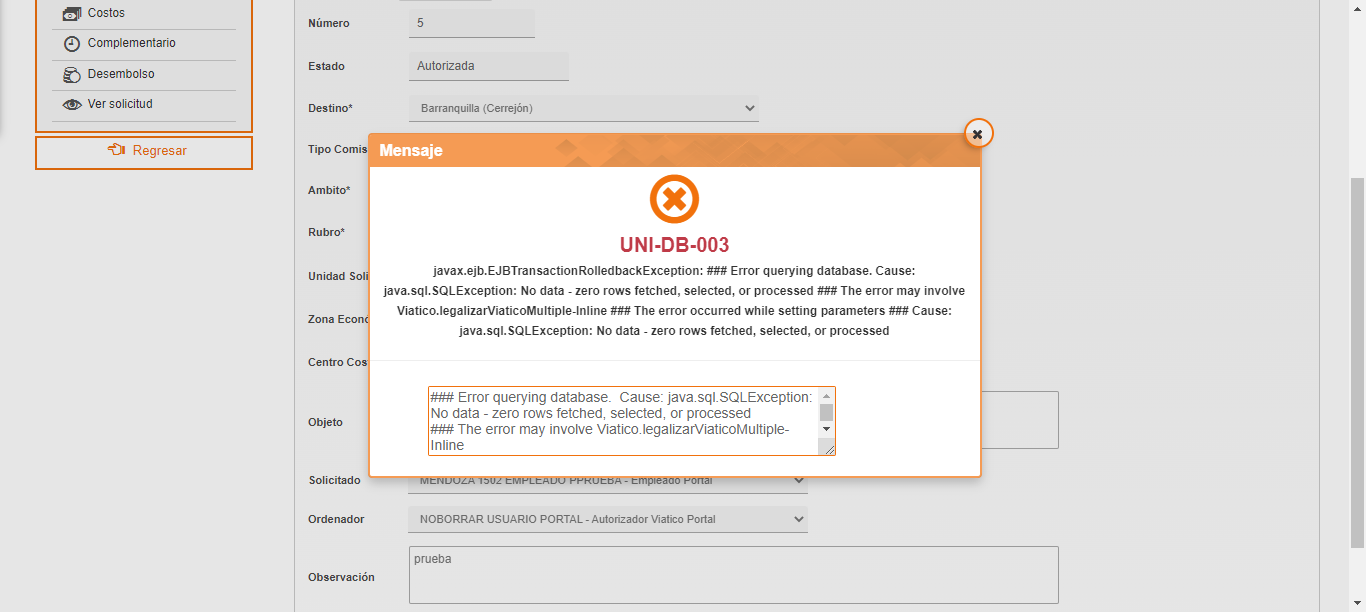 Costos
Complementario
Desembolso
Ver solicitud
Regresar
Número
5
Estado
Autorizada
Destino*
Barranquilla (Cerrejón)
Tipo Comis
Ambito*
Rubro*
Unidad Soli
Zona Econó
Centro Cos
Mensaje
UNI-DB-003
javax.ejb.EJBTransactionRolledbackException: ### Error querying database. Cause:
java.sql.SQLException: No data - zero rows fetched, selected, or processed ### The error may involve
Viatico.legalizarViaticoMultiple-Inline ### The error occurred while setting parameters ### Cause:
java.sql.SQLException: No data - zero rows fetched, selected, or processed
### Error querying database.  Cause: java.sql.SQLException:
No data - zero rows fetched, selected, or processed
### The error may involve Viatico.legalizarViaticoMultiple-
Inline
Objeto
Solicitado
MENDOZA 1502 EMPLEADO PPRUEBA - Empleado Portal
Ordenador
NOBORRAR USUARIO PORTAL - Autorizador Viatico Portal
Observación
prueba